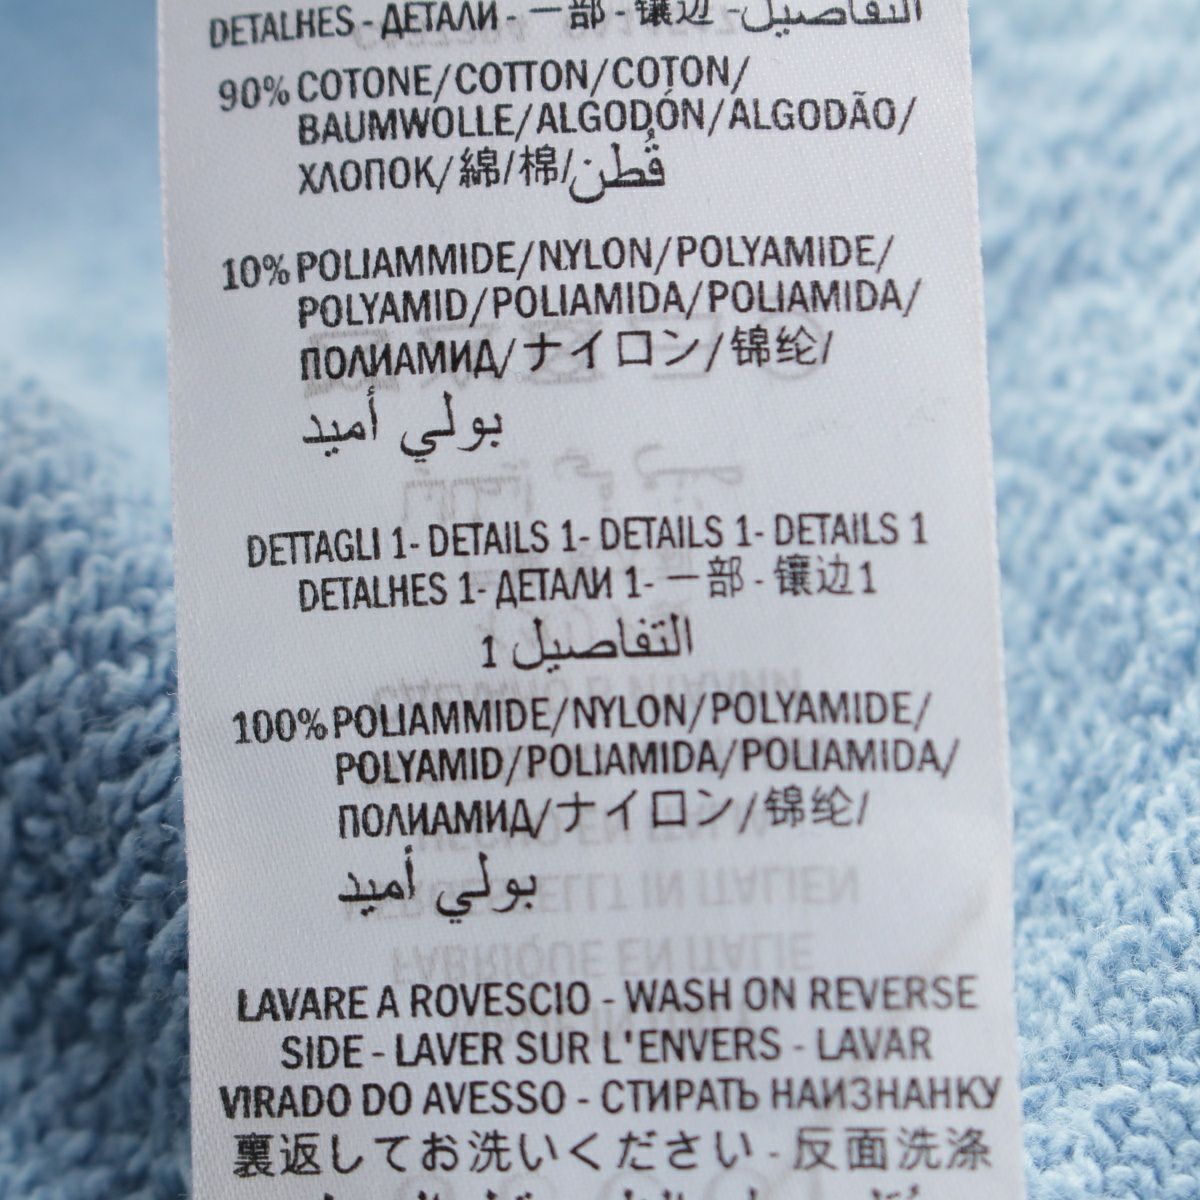 DETALHES - ДЕТАЛИ - 一部 - 镶边 - التفاصيل
90% COTONE/COTTON/COTON/
BAUMWOLLE/ALGODÓN/ALGODÃO/
ХЛОПОК/綿/棉/قُطن
10% POLIAMMIDE/NYLON/POLYAMIDE/
POLYAMID/POLIAMIDA/POLIAMIDA/
ПОЛИАМИД/ナイロン/锦纶/
بولي أميد
DETTAGLI 1- DETAILS 1- DETAILS 1- DETAILS 1
DETALHES 1- ДЕТАЛИ 1- 一部 - 镶边1
التفاصيل 1
100% POLIAMMIDE/NYLON/POLYAMIDE/
POLYAMID/POLIAMIDA/POLIAMIDA/
ПОЛИАМИД/ナイロン/锦纶/
بولي أميد
LAVARE A ROVESCIO - WASH ON REVERSE
SIDE - LAVER SUR L'ENVERS - LAVAR
VIRADO DO AVESSO - СТИРАТЬ НАИЗНАНКУ
裏返してお洗いください - 反面洗涤